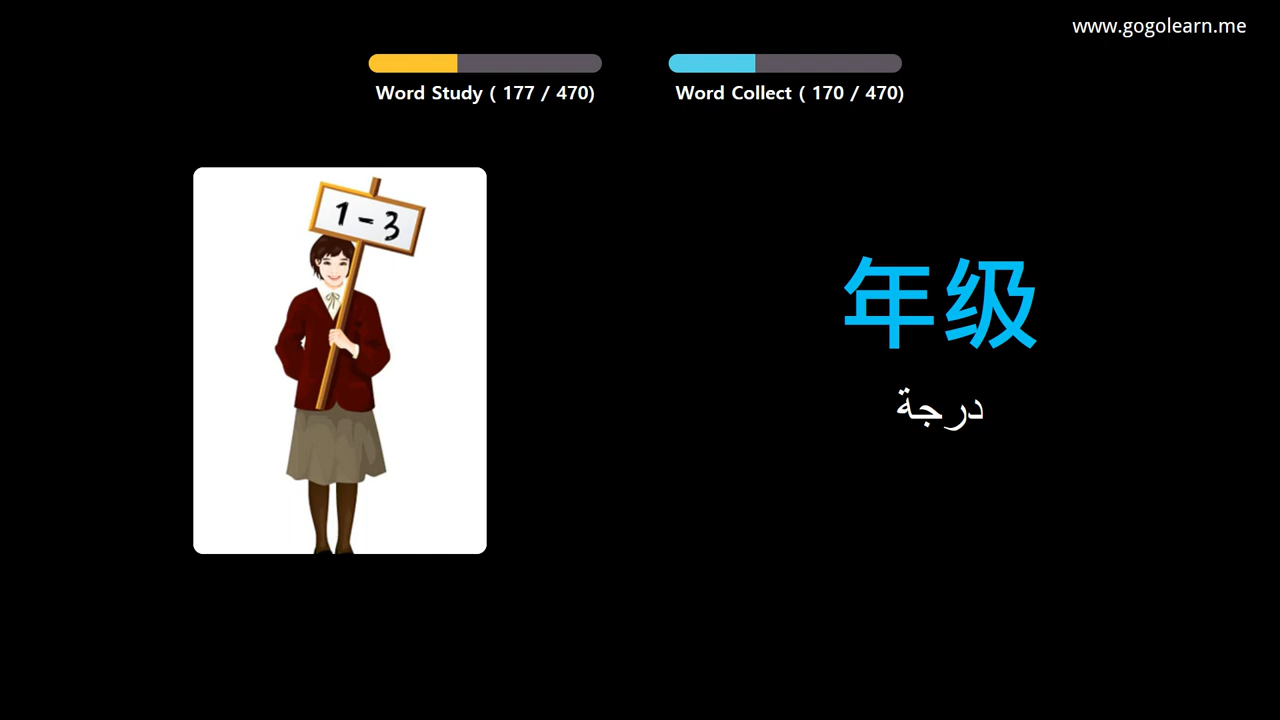 www.gogolearn.me
Word Study ( 177 / 470)
Word Collect ( 170 / 470)
1 - 3
年级
درجة